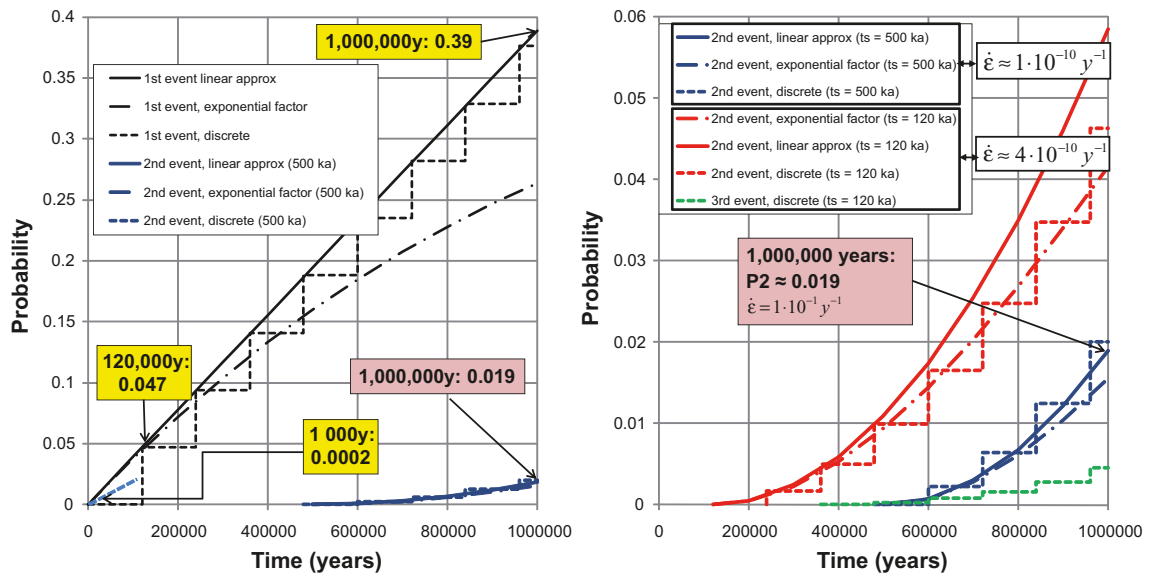 0.4
0.35
0.3
0.25
0.2
0.15
0.1
0.05
0
Probability
1,000,000y: 0.39
1st event linear approx
1st event, exponential factor
1st event, discrete
2nd event, linear approx (500 ka)
2nd event, exponential factor (500 ka)
2nd event, discrete (500 ka)
120,000y:
0.047
1,000,000y: 0.019
1 000y:
0.0002
0 200000 400000 600000 800000 1000000
Time (years)
0.06
0.05
0.04
0.03
0.02
0.01
0
Probability
2nd event, linear approx (ts = 500 ka)
2nd event, exponential factor (ts = 500 ka)
2nd event, discrete (ts = 500 ka)
ε̇ ≈ 1·10⁻¹⁰ y⁻¹
2nd event, exponential factor (ts = 120 ka)
2nd event, linear approx (ts = 120 ka)
2nd event, discrete (ts = 120 ka)
3rd event, discrete (ts = 120 ka)
ε̇ ≈ 4·10⁻¹⁰ y⁻¹
1,000,000 years:
P2 ≈ 0.019
ε̇ = 1·10⁻¹ y⁻¹
0 200000 400000 600000 800000 1000000
Time (years)